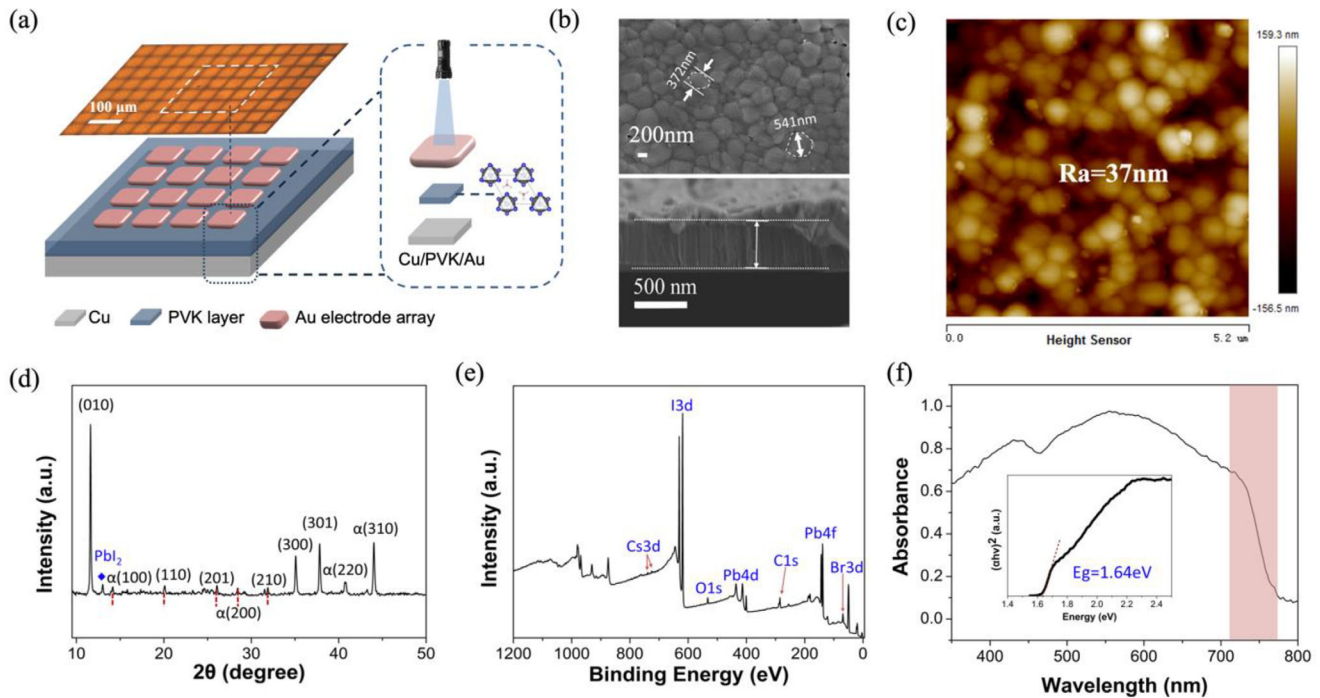 (a)
100 μm
Cu/PVK/Au
Cu
PVK layer
Au electrode array
(b)
372nm
541nm
200nm
500 nm
(c)
159.3 nm
Ra=37nm
-156.5 nm
0.0
Height Sensor
5.2 μm
(d)
Intensity (a.u.)
(010)
PbI2
α(100)
(110)
(201)
α(200)
(210)
(300)
(301)
α(220)
α(310)
10 20 30 40 50
2θ (degree)
(e)
Intensity (a.u.)
I3d
Cs3d
O1s
Pb4d
C1s
Pb4f
Br3d
1200 1000 800 600 400 200 0
Binding Energy (eV)
(f)
Absorbance
1.0
0.8
0.6
0.4
0.2
0.0
(αhν)2 (a.u.)
Eg=1.64eV
1.4 1.6 1.8 2.0 2.2 2.4
Energy (eV)
400 500 600 700 800
Wavelength (nm)